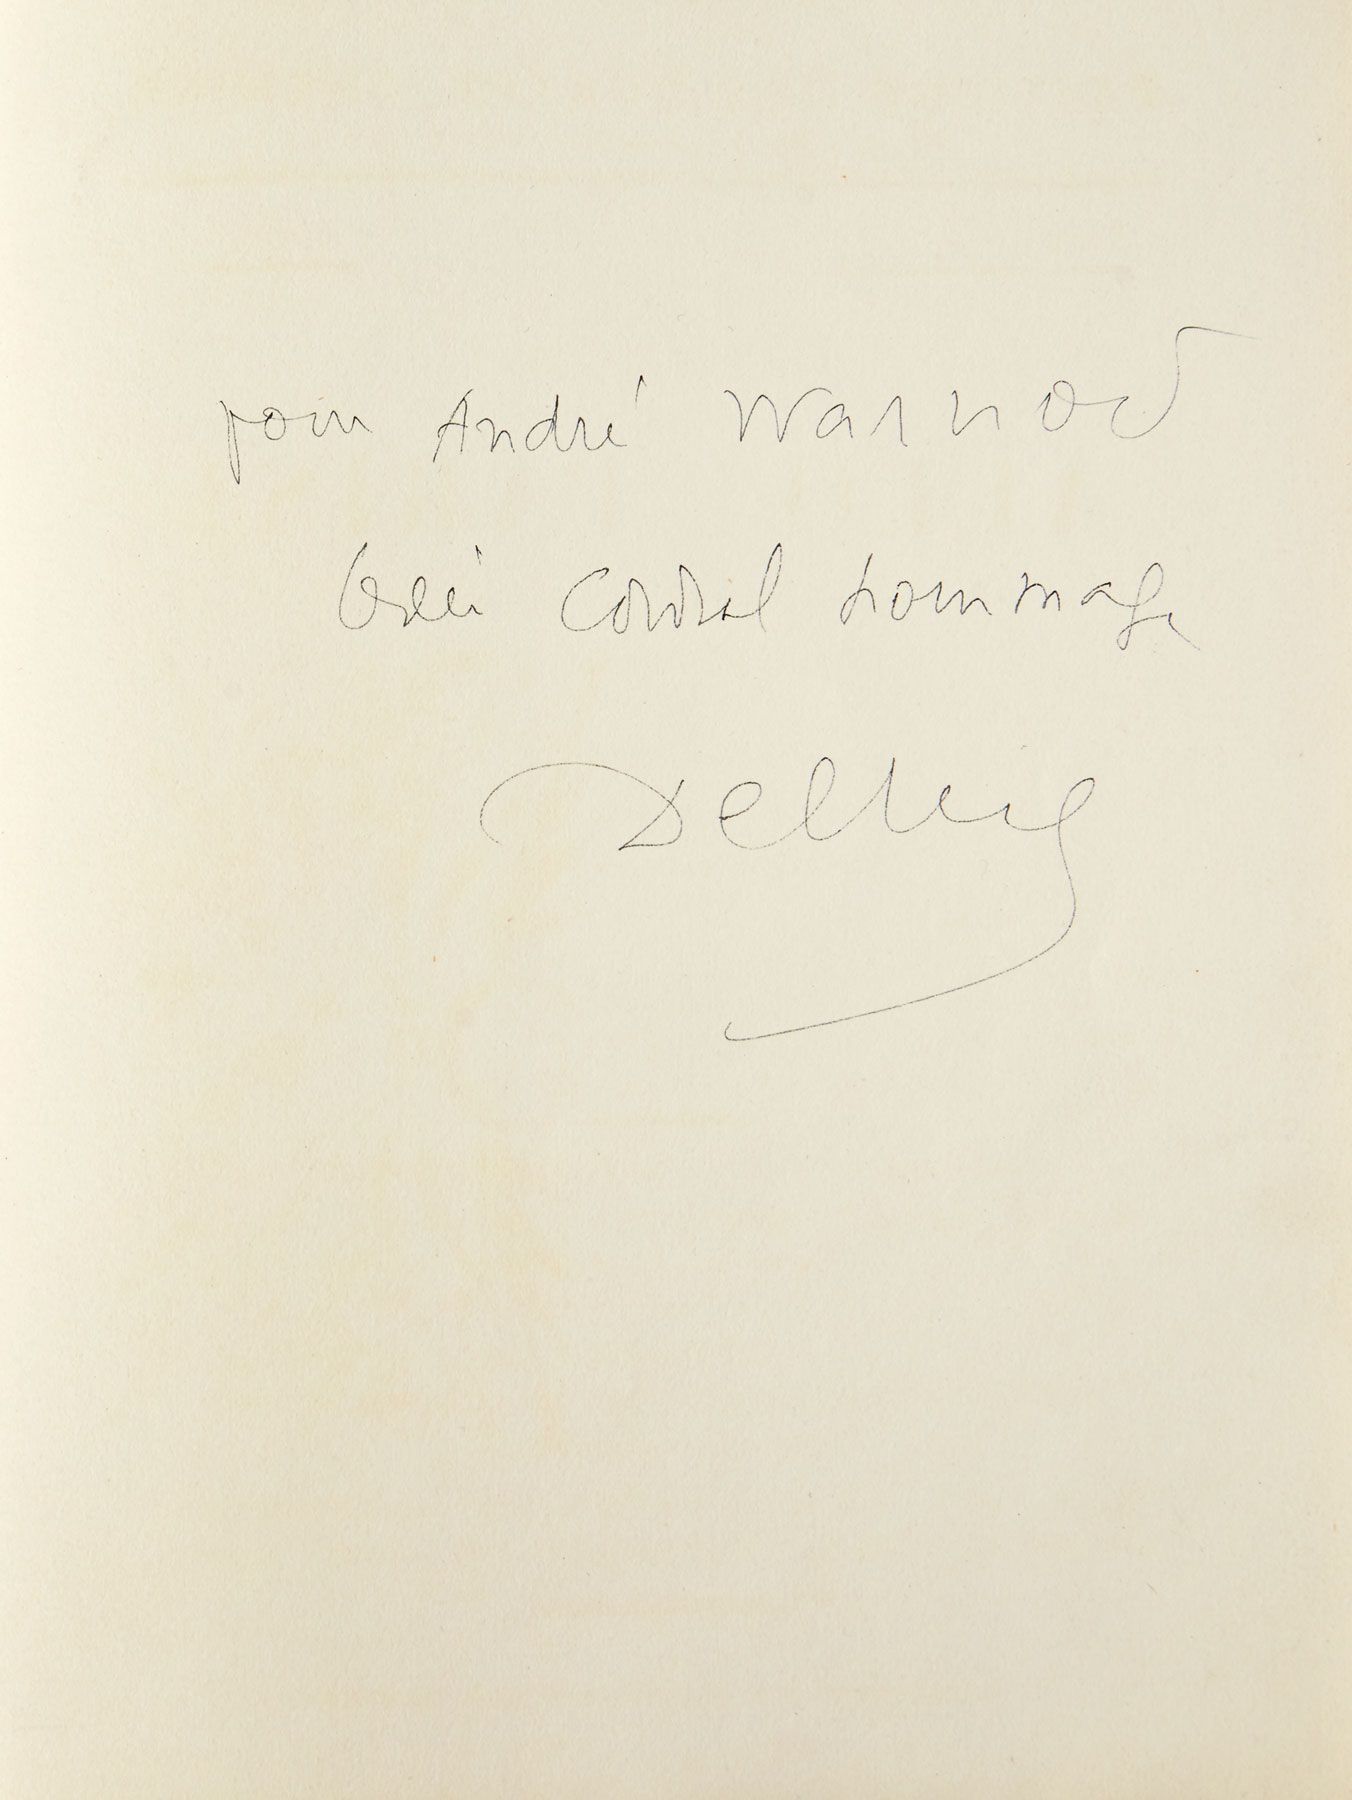 pour André Warnod
bien cordial hommage